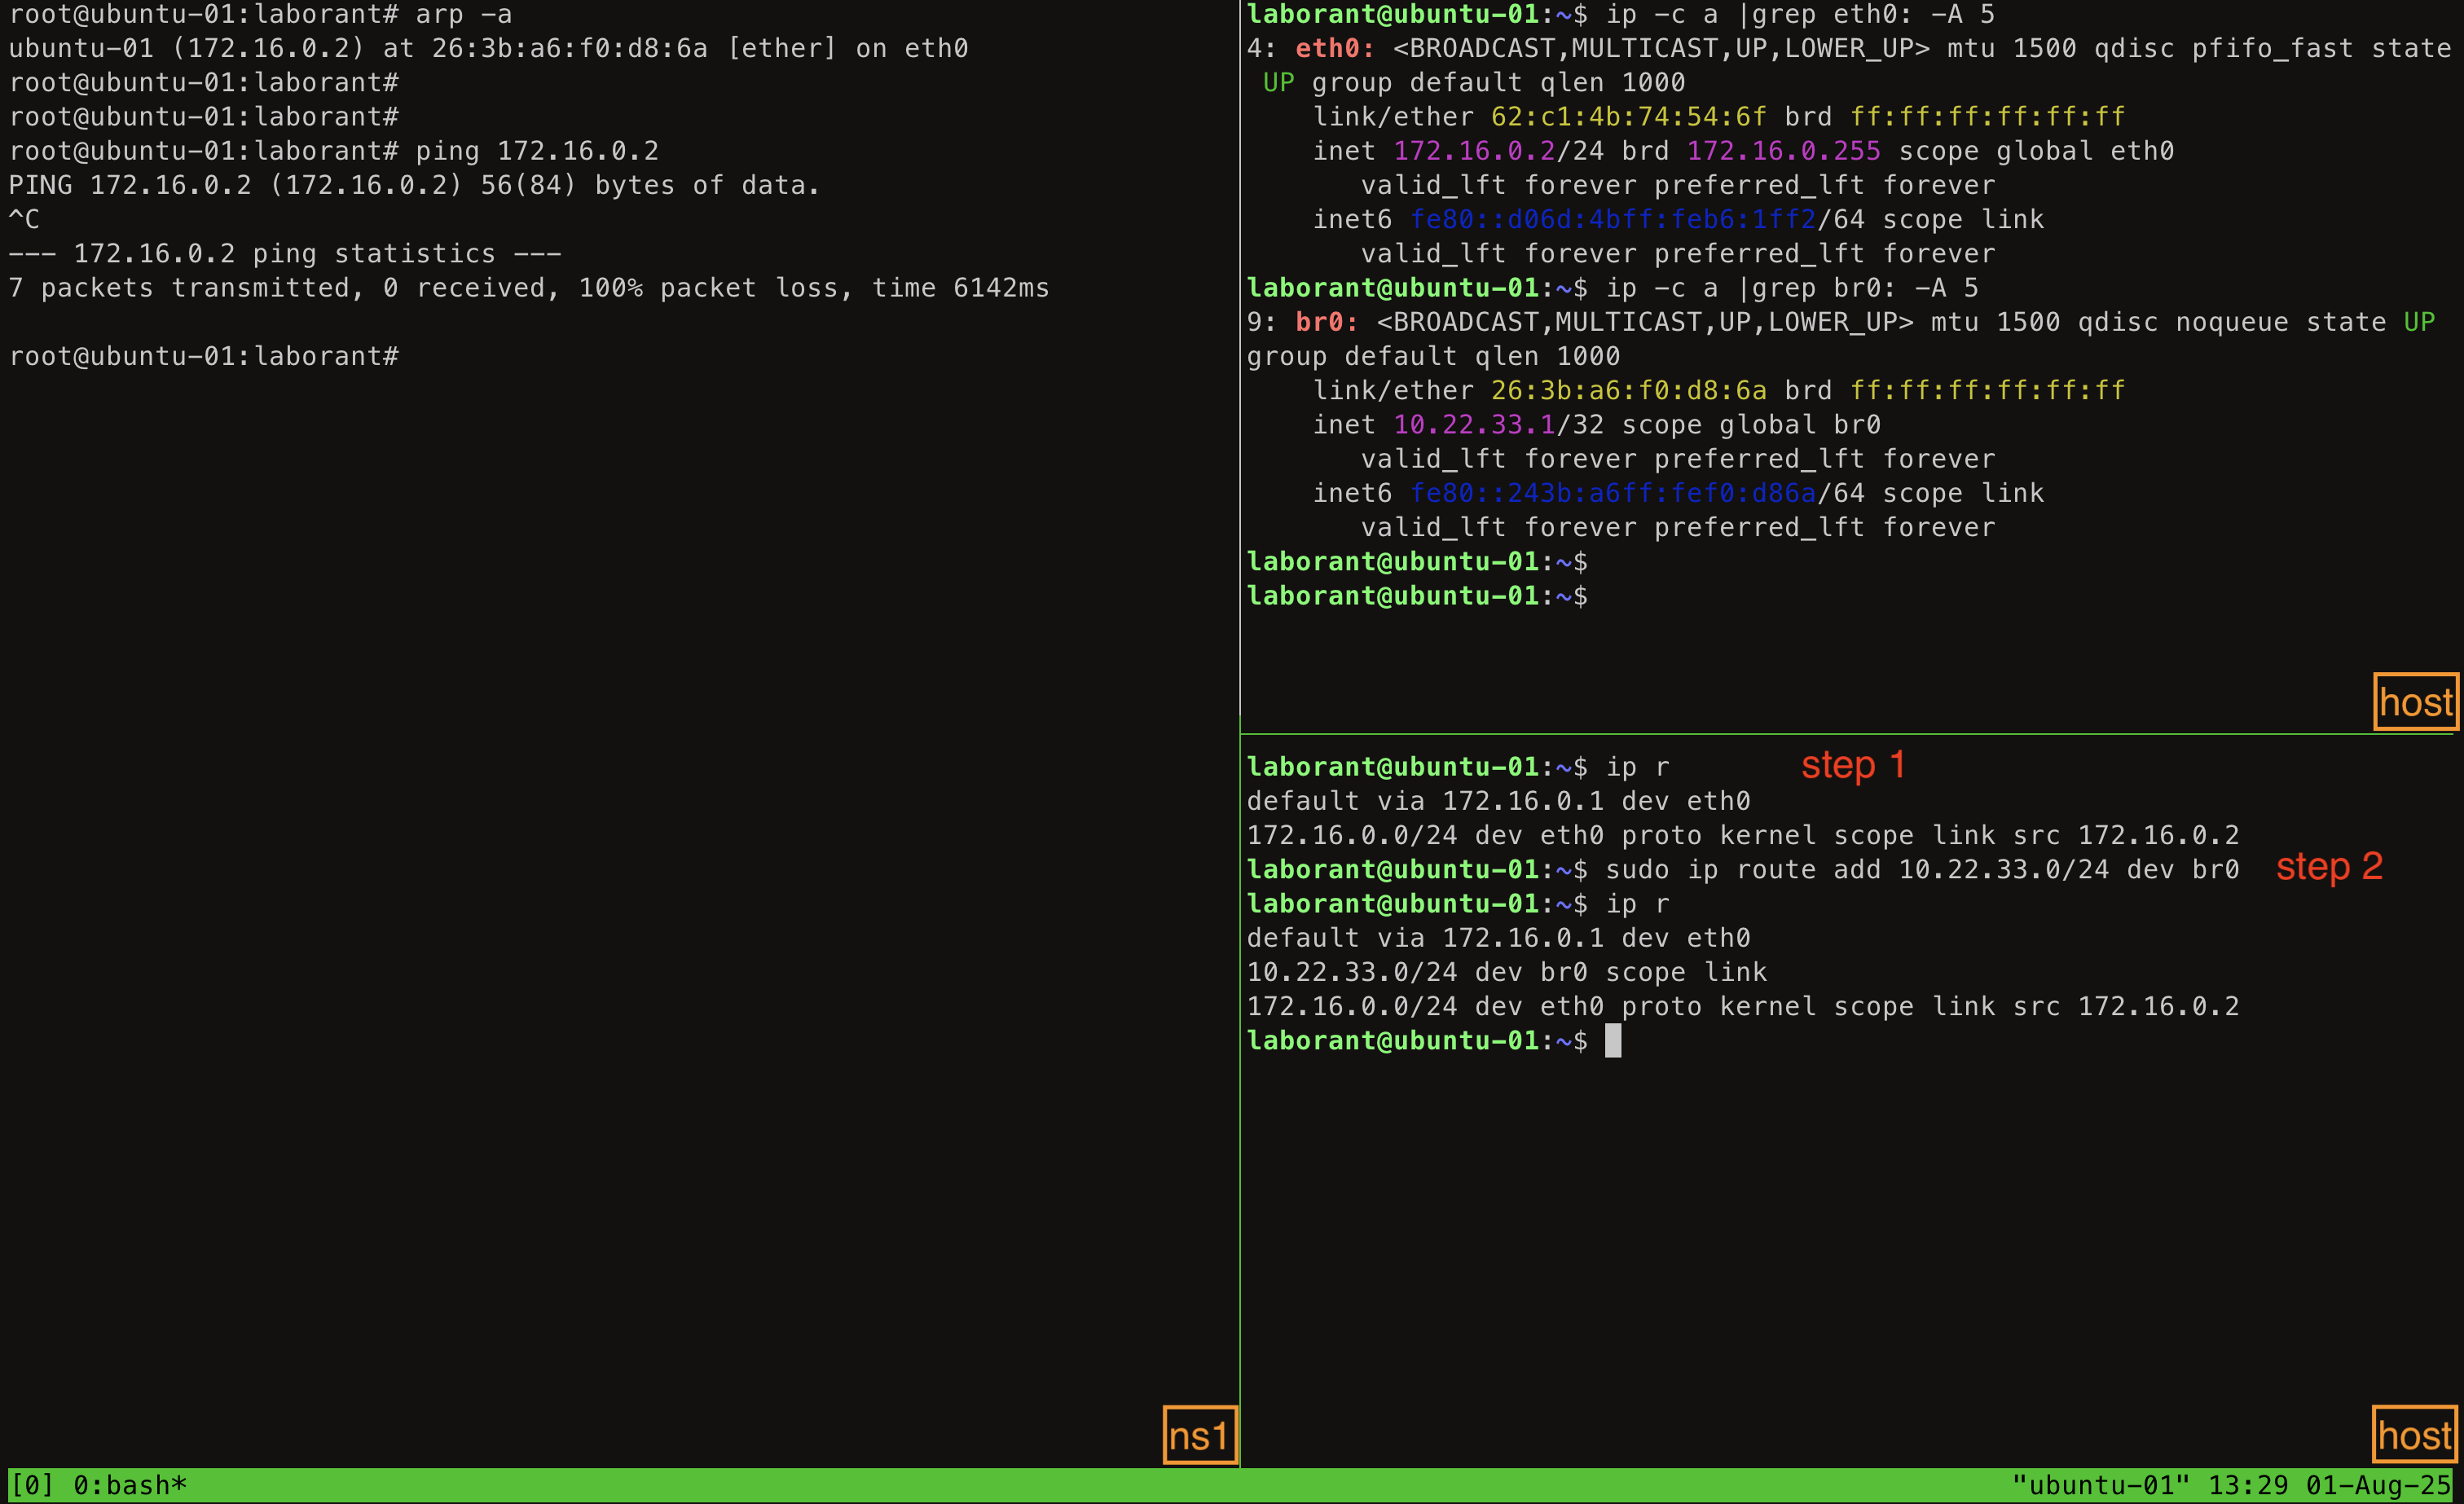 root@ubuntu-01:laborant# arp -a
ubuntu-01 (172.16.0.2) at 26:3b:a6:f0:d8:6a [ether] on eth0
root@ubuntu-01:laborant#
root@ubuntu-01:laborant#
root@ubuntu-01:laborant# ping 172.16.0.2
PING 172.16.0.2 (172.16.0.2) 56(84) bytes of data.
^C
--- 172.16.0.2 ping statistics ---
7 packets transmitted, 0 received, 100% packet loss, time 6142ms
root@ubuntu-01:laborant#
ns1
laborant@ubuntu-01:~$ ip -c a |grep eth0: -A 5
4: eth0: <BROADCAST,MULTICAST,UP,LOWER_UP> mtu 1500 qdisc pfifo_fast state
UP group default qlen 1000
link/ether 62:c1:4b:74:54:6f brd ff:ff:ff:ff:ff:ff
inet 172.16.0.2/24 brd 172.16.0.255 scope global eth0
valid_lft forever preferred_lft forever
inet6 fe80::d06d:4bff:feb6:1ff2/64 scope link
valid_lft forever preferred_lft forever
laborant@ubuntu-01:~$ ip -c a |grep br0: -A 5
9: br0: <BROADCAST,MULTICAST,UP,LOWER_UP> mtu 1500 qdisc noqueue state UP
group default qlen 1000
link/ether 26:3b:a6:f0:d8:6a brd ff:ff:ff:ff:ff:ff
inet 10.22.33.1/32 scope global br0
valid_lft forever preferred_lft forever
inet6 fe80::243b:a6ff:fef0:d86a/64 scope link
valid_lft forever preferred_lft forever
laborant@ubuntu-01:~$
laborant@ubuntu-01:~$
host
laborant@ubuntu-01:~$ ip r step 1
default via 172.16.0.1 dev eth0
172.16.0.0/24 dev eth0 proto kernel scope link src 172.16.0.2
laborant@ubuntu-01:~$ sudo ip route add 10.22.33.0/24 dev br0 step 2
laborant@ubuntu-01:~$ ip r
default via 172.16.0.1 dev eth0
10.22.33.0/24 dev br0 scope link
172.16.0.0/24 dev eth0 proto kernel scope link src 172.16.0.2
laborant@ubuntu-01:~$
host
[0] 0:bash* "ubuntu-01" 13:29 01-Aug-25